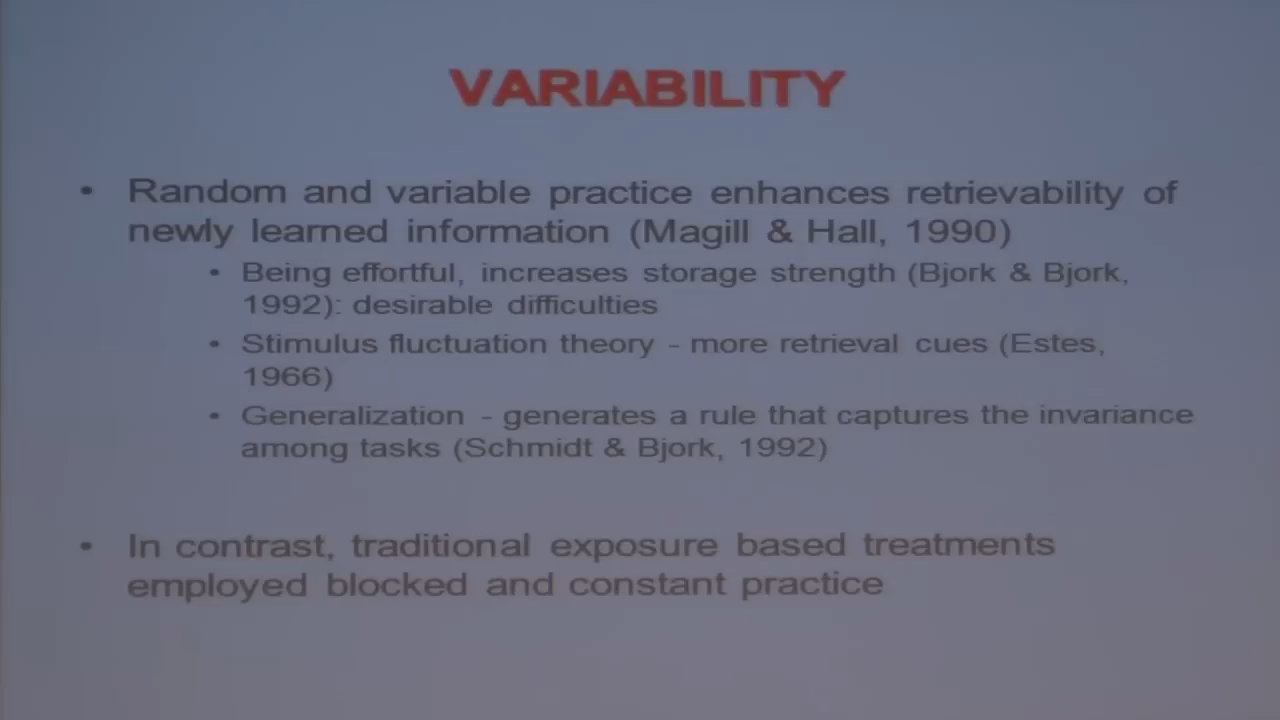 VARIABILITY
• Random and variable practice enhances retrievability of
newly learned information (Magill & Hall, 1990)
• Being effortful, increases storage strength (Bjork & Bjork,
1992): desirable difficulties
• Stimulus fluctuation theory - more retrieval cues (Estes,
1966)
• Generalization - generates a rule that captures the invariance
among tasks (Schmidt & Bjork, 1992)
• In contrast, traditional exposure based treatments
employed blocked and constant practice